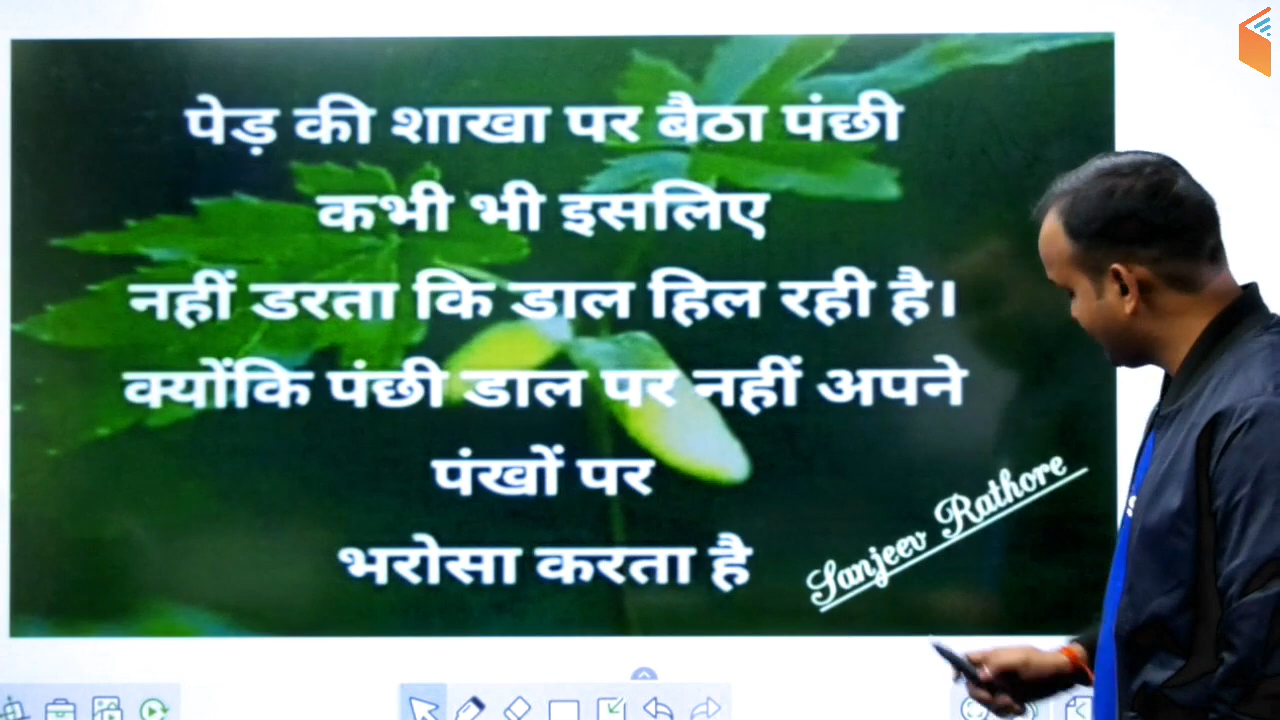 पेड़ की शाखा पर बैठा पंछी
कभी भी इसलिए
नहीं डरता कि डाल हिल रही है।
क्योंकि पंछी डाल पर नहीं अपने
पंखों पर
भरोसा करता है
Sanjeev Rathore